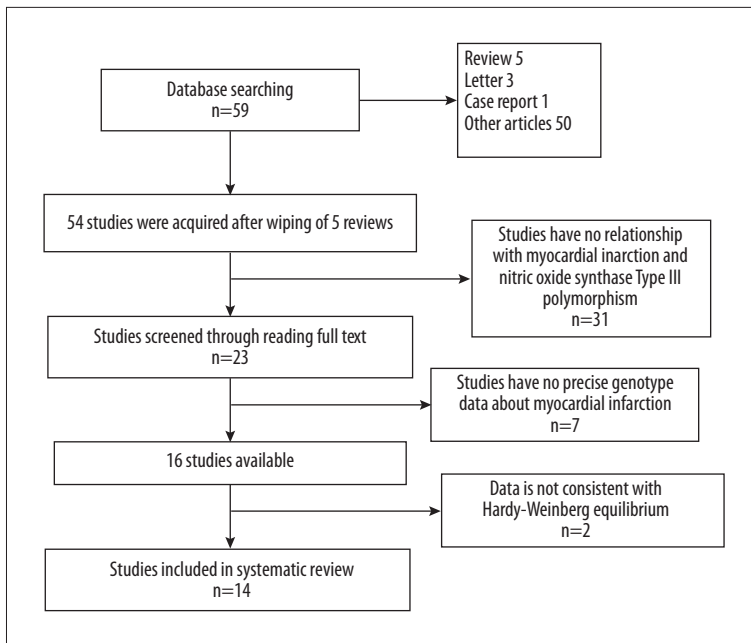 Database searching
n=59
Review 5
Letter 3
Case report 1
Other articles 50
54 studies were acquired after wiping of 5 reviews
Studies have no relationship
with myocardial inarction and
nitric oxide synthase Type III
polymorphism
n=31
Studies screened through reading full text
n=23
Studies have no precise genotype
data about myocardial infarction
n=7
16 studies available
Data is not consistent with
Hardy-Weinberg equilibrium
n=2
Studies included in systematic review
n=14